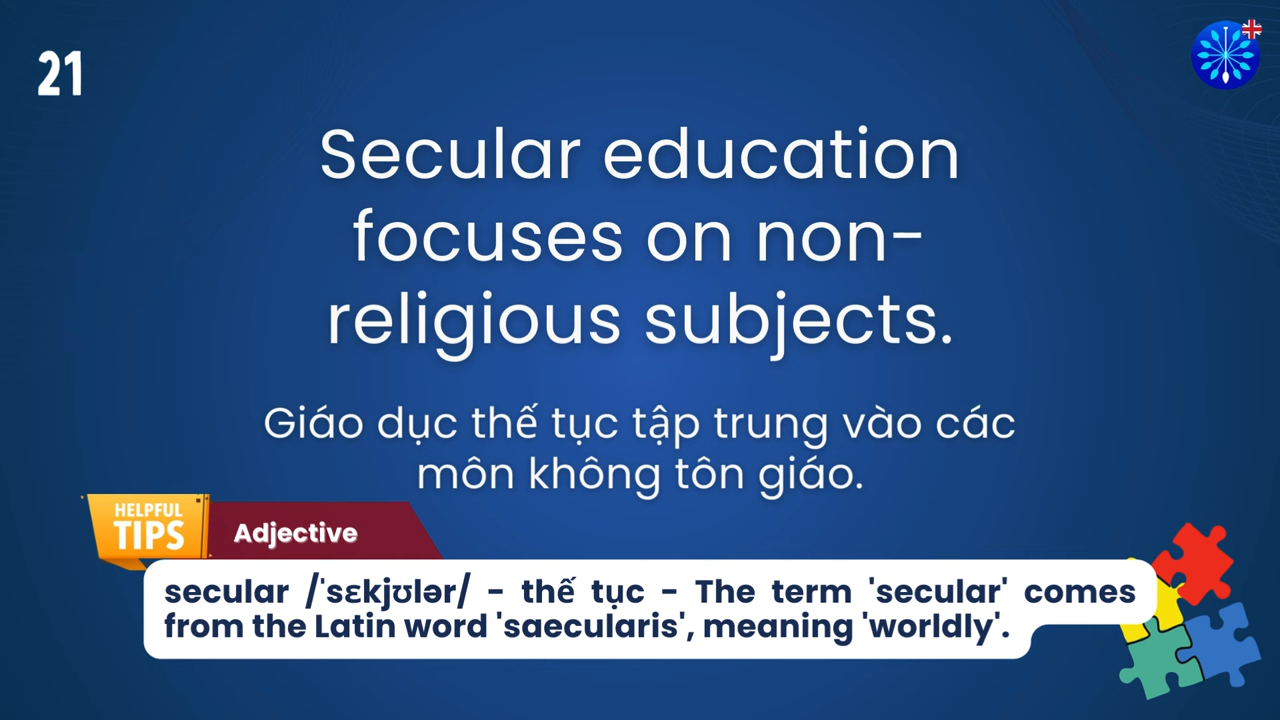 21
Secular education
focuses on non-
religious subjects.
Giáo dục thế tục tập trung vào các
môn không tôn giáo.
HELPFUL
TIPS
Adjective
secular /ˈsɛkjʊlər/ - thế tục - The term 'secular' comes
from the Latin word 'saecularis', meaning 'worldly'.